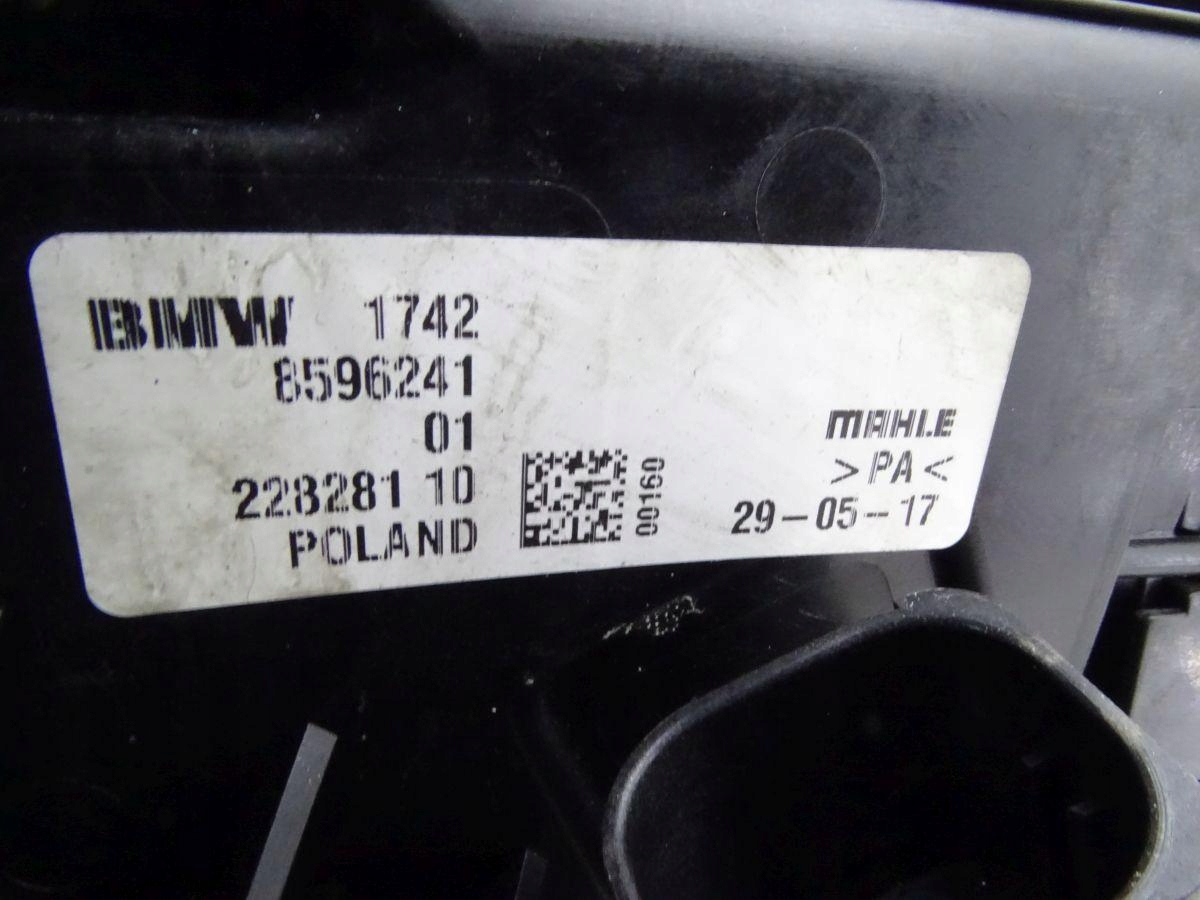 BMW 1742
8596241
01
228281 10
POLAND
00160
MAHLE
>PA<
29-05-17